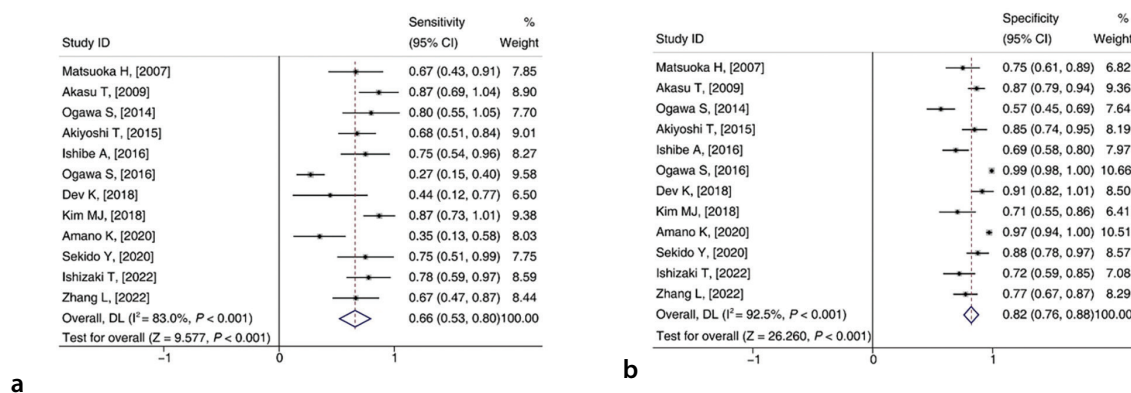 Sensitivity %
Study ID (95% CI) Weight
Matsuoka H, [2007] 0.67 (0.43, 0.91) 7.85
Akasu T, [2009] 0.87 (0.69, 1.04) 8.90
Ogawa S, [2014] 0.80 (0.55, 1.05) 7.70
Akiyoshi T, [2015] 0.68 (0.51, 0.84) 9.01
Ishibe A, [2016] 0.75 (0.54, 0.96) 8.27
Ogawa S, [2016] 0.27 (0.15, 0.40) 9.58
Dev K, [2018] 0.44 (0.12, 0.77) 6.50
Kim MJ, [2018] 0.87 (0.73, 1.01) 9.38
Amano K, [2020] 0.35 (0.13, 0.58) 8.03
Sekido Y, [2020] 0.75 (0.51, 0.99) 7.75
Ishizaki T, [2022] 0.78 (0.59, 0.97) 8.59
Zhang L, [2022] 0.67 (0.47, 0.87) 8.44
Overall, DL (I² = 83.0%, P < 0.001) 0.66 (0.53, 0.80)100.00
Test for overall (Z = 9.577, P < 0.001)
−1 0 1
a
Specificity %
Study ID (95% CI) Weight
Matsuoka H, [2007] 0.75 (0.61, 0.89) 6.82
Akasu T, [2009] 0.87 (0.79, 0.94) 9.36
Ogawa S, [2014] 0.57 (0.45, 0.69) 7.64
Akiyoshi T, [2015] 0.85 (0.74, 0.95) 8.19
Ishibe A, [2016] 0.69 (0.58, 0.80) 7.97
Ogawa S, [2016] 0.99 (0.98, 1.00) 10.66
Dev K, [2018] 0.91 (0.82, 1.01) 8.50
Kim MJ, [2018] 0.71 (0.55, 0.86) 6.41
Amano K, [2020] 0.97 (0.94, 1.00) 10.51
Sekido Y, [2020] 0.88 (0.78, 0.97) 8.57
Ishizaki T, [2022] 0.72 (0.59, 0.85) 7.08
Zhang L, [2022] 0.77 (0.67, 0.87) 8.29
Overall, DL (I² = 92.5%, P < 0.001) 0.82 (0.76, 0.88)100.00
Test for overall (Z = 26.260, P < 0.001)
−1 0 1
b